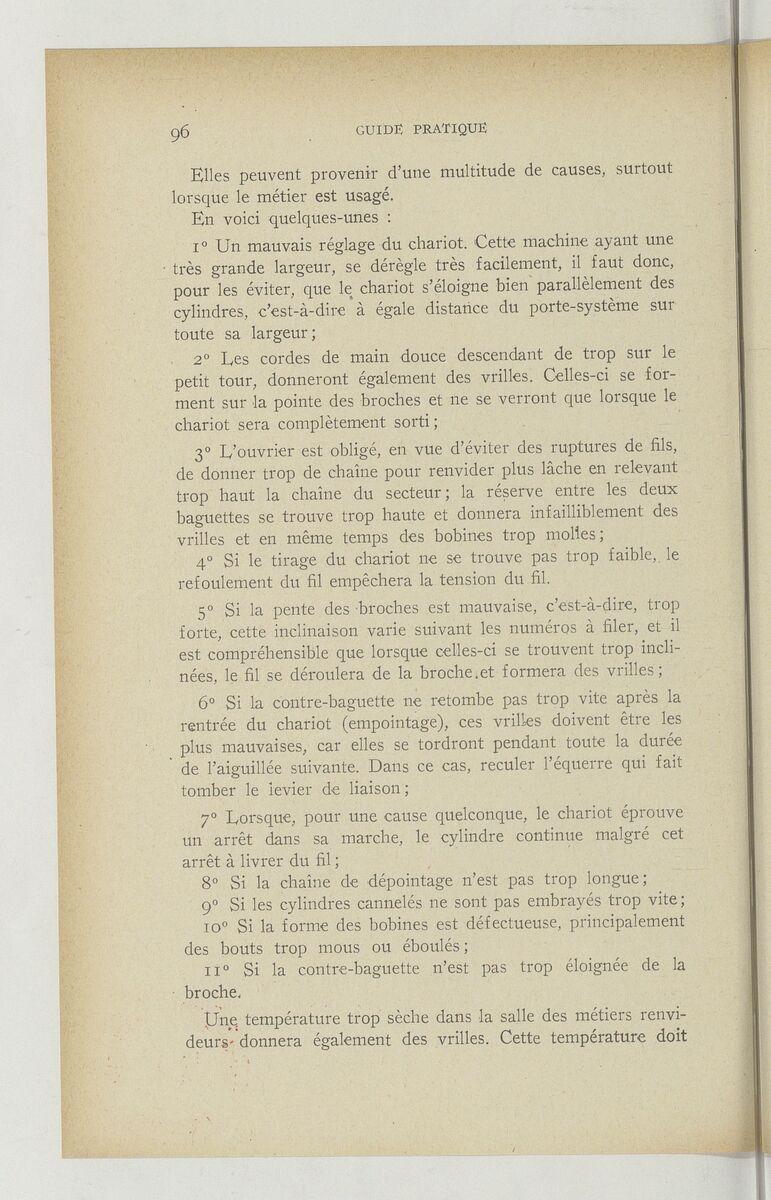 96
GUIDE PRATIQUE
Elles peuvent provenir d'une multitude de causes, surtout
lorsque le métier est usagé.
En voici quelques-unes :
1° Un mauvais réglage du chariot. Cette machine ayant une
très grande largeur, se dérègle très facilement, il faut donc,
pour les éviter, que le chariot s'éloigne bien parallèlement des
cylindres, c'est-à-dire à égale distance du porte-système sur
toute sa largeur ;
2° Les cordes de main douce descendant de trop sur le
petit tour, donneront également des vrilles. Celles-ci se for-
ment sur la pointe des broches et ne se verront que lorsque le
chariot sera complètement sorti ;
3° L'ouvrier est obligé, en vue d'éviter des ruptures de fils,
de donner trop de chaîne pour renvider plus lâche en relevant
trop haut la chaîne du secteur ; la réserve entre les deux
baguettes se trouve trop haute et donnera infailliblement des
vrilles et en même temps des bobines trop molles ;
4° Si le tirage du chariot ne se trouve pas trop faible, le
refoulement du fil empêchera la tension du fil.
5° Si la pente des broches est mauvaise, c'est-à-dire, trop
forte, cette inclinaison varie suivant les numéros à filer, et il
est compréhensible que lorsque celles-ci se trouvent trop incli-
nées, le fil se déroulera de la broche et formera des vrilles ;
6° Si la contre-baguette ne retombe pas trop vite après la
rentrée du chariot (empointage), ces vrilles doivent être les
plus mauvaises, car elles se tordront pendant toute la durée
de l'aiguillée suivante. Dans ce cas, reculer l'équerre qui fait
tomber le levier de liaison ;
7° Lorsque, pour une cause quelconque, le chariot éprouve
un arrêt dans sa marche, le cylindre continue malgré cet
arrêt à livrer du fil ;
8° Si la chaîne de dépointage n'est pas trop longue ;
9° Si les cylindres cannelés ne sont pas embrayés trop vite ;
10° Si la forme des bobines est défectueuse, principalement
des bouts trop mous ou éboulés ;
11° Si la contre-baguette n'est pas trop éloignée de la
broche.
Une température trop sèche dans la salle des métiers renvi-
deurs donnera également des vrilles. Cette température doit